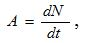 A = dN/dt ,